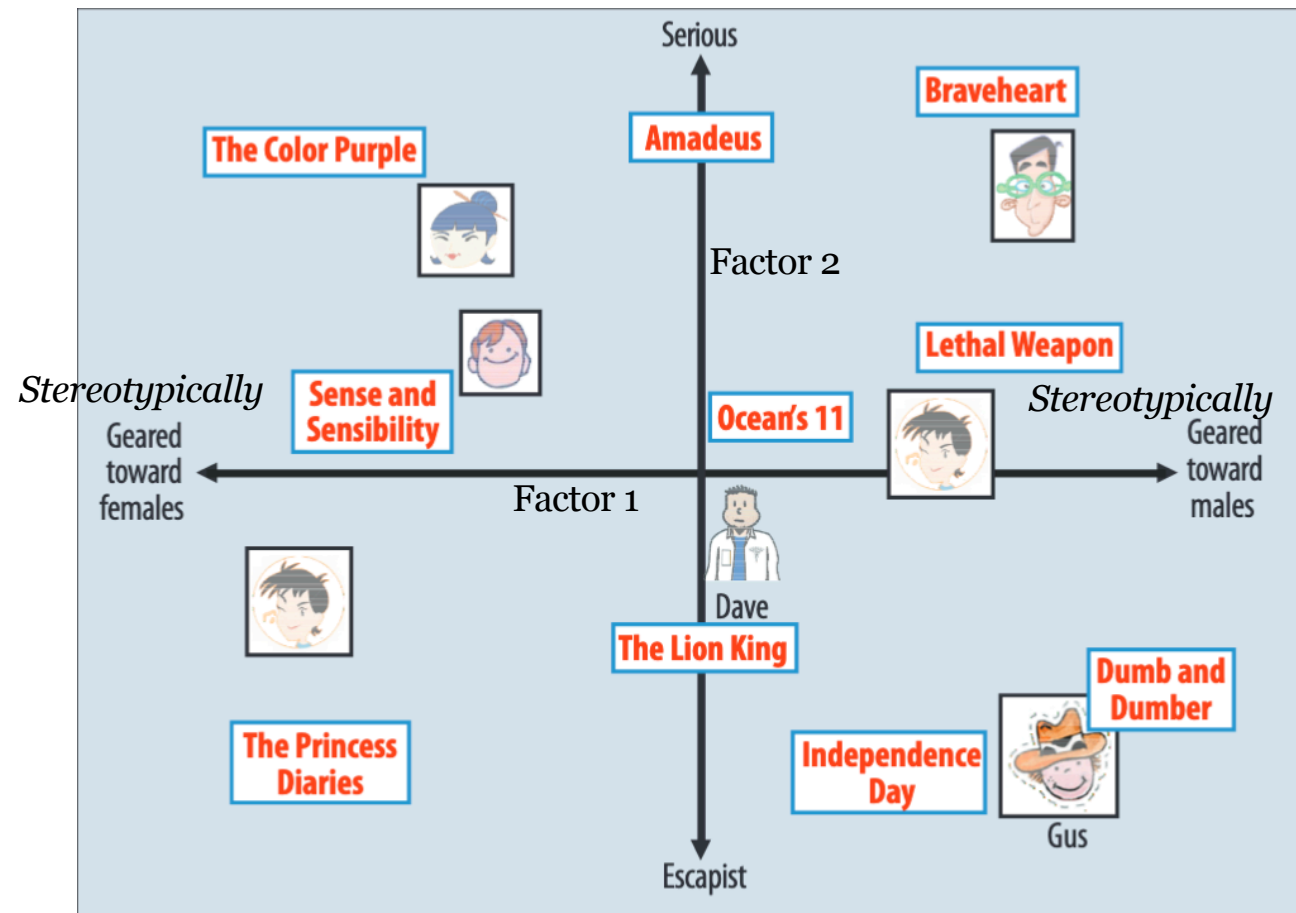 Serious
Braveheart
The Color Purple
Amadeus
Factor 2
Lethal Weapon
Stereotypically
Sense and
Sensibility
Ocean's 11
Stereotypically
Geared
toward
females
Geared
toward
males
Factor 1
Dave
The Lion King
Dumb and
Dumber
The Princess
Diaries
Independence
Day
Gus
Escapist